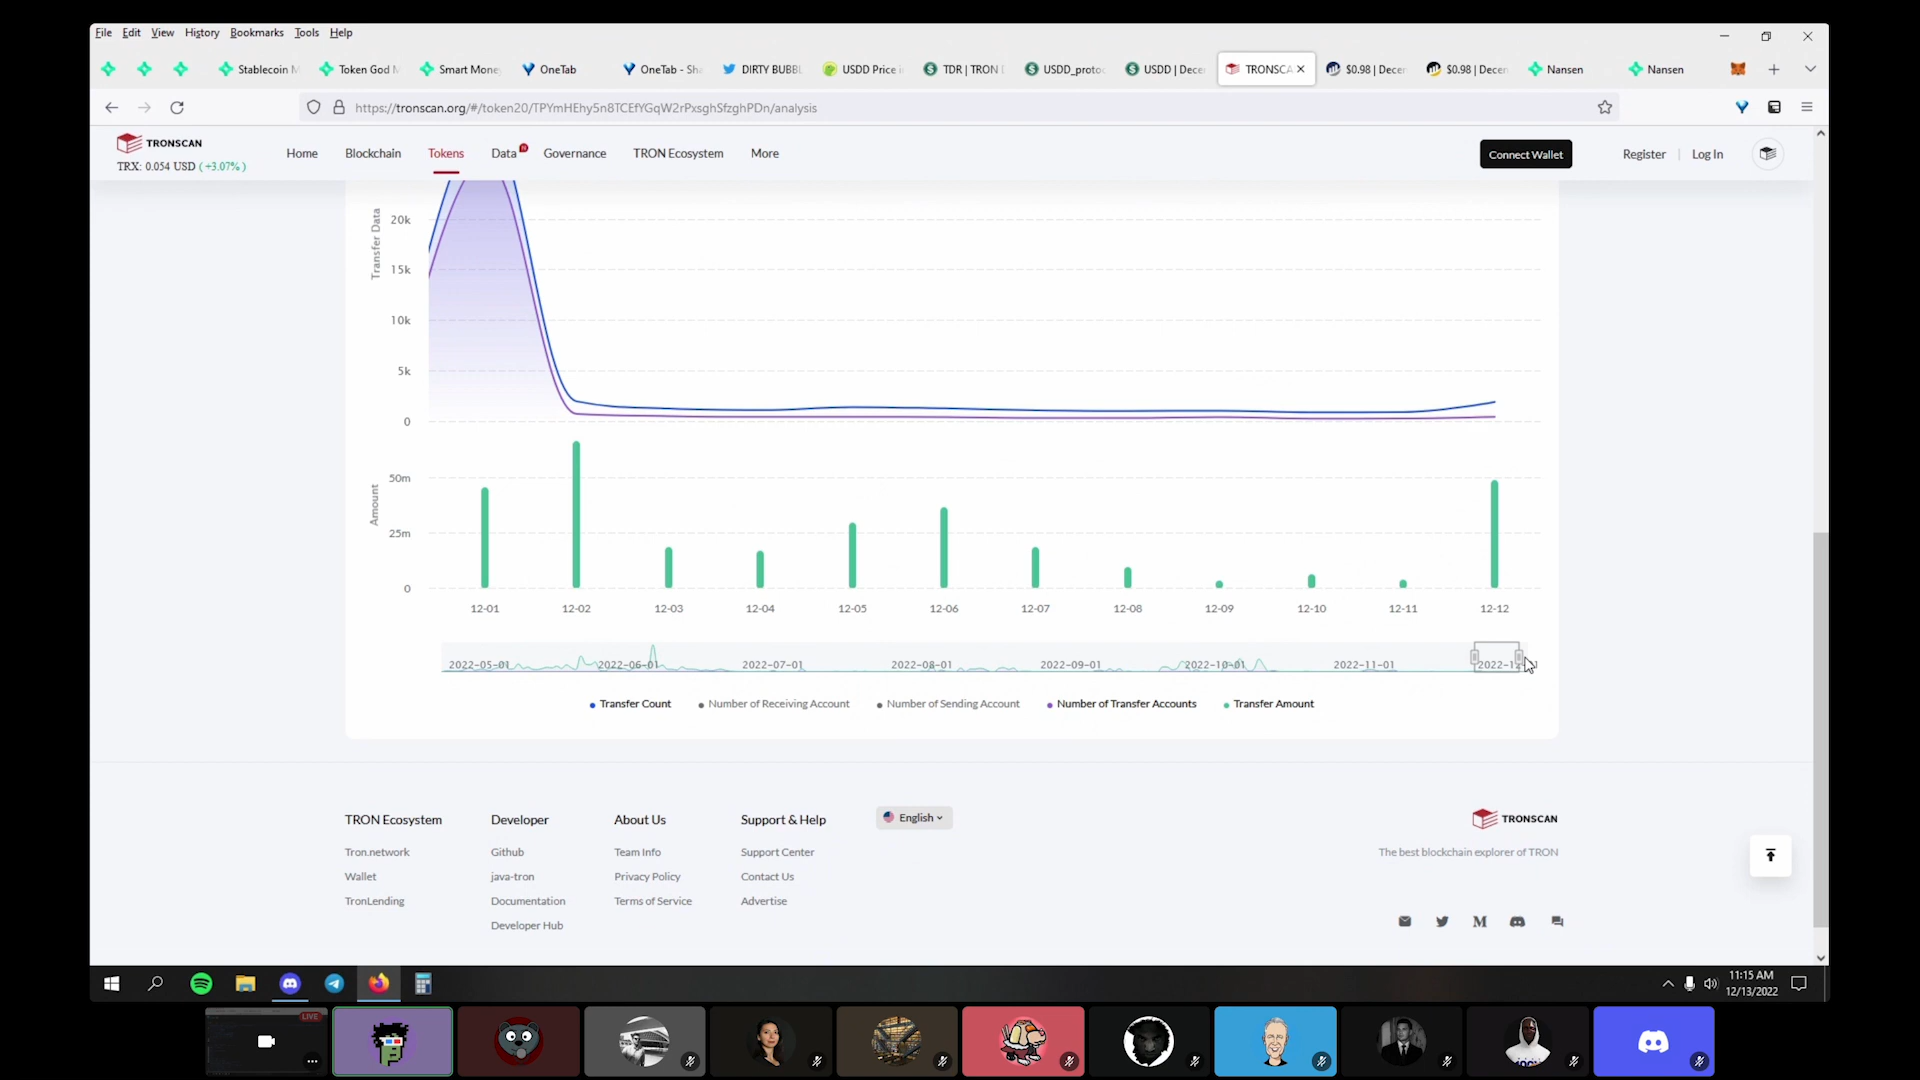 File Edit View History Bookmarks Tools Help
Stablecoin M Token God M Smart Mone OneTab OneTab - Sha DIRTY BUBBL USDD Price i TDR | TRON USDD_proto USDD | Dece TRONSCA $0.98 | Decen $0.98 | Decen Nansen Nansen
https://tronscan.org/#/token20/TPYmHEhy5n8TCEfYGqW2rPxsghSfzghPDn/analysis
TRONSCAN
TRX: 0.054 USD ( +3.07% )
Home Blockchain Tokens Data N Governance TRON Ecosystem More Connect Wallet Register | Log In
Transfer Data
20k
15k
10k
5k
0
Amount
50m
25m
0
12-01 12-02 12-03 12-04 12-05 12-06 12-07 12-08 12-09 12-10 12-11 12-12
2022-05-01 2022-06-01 2022-07-01 2022-08-01 2022-09-01 2022-10-01 2022-11-01 2022-12
Transfer Count Number of Receiving Account Number of Sending Account Number of Transfer Accounts Transfer Amount
TRON Ecosystem Developer About Us Support & Help English TRONSCAN
Tron.network Github Team Info Support Center The best blockchain explorer of TRON
Wallet java-tron Privacy Policy Contact Us
TronLending Documentation Terms of Service Advertise
Developer Hub
11:15 AM
12/13/2022
LIVE